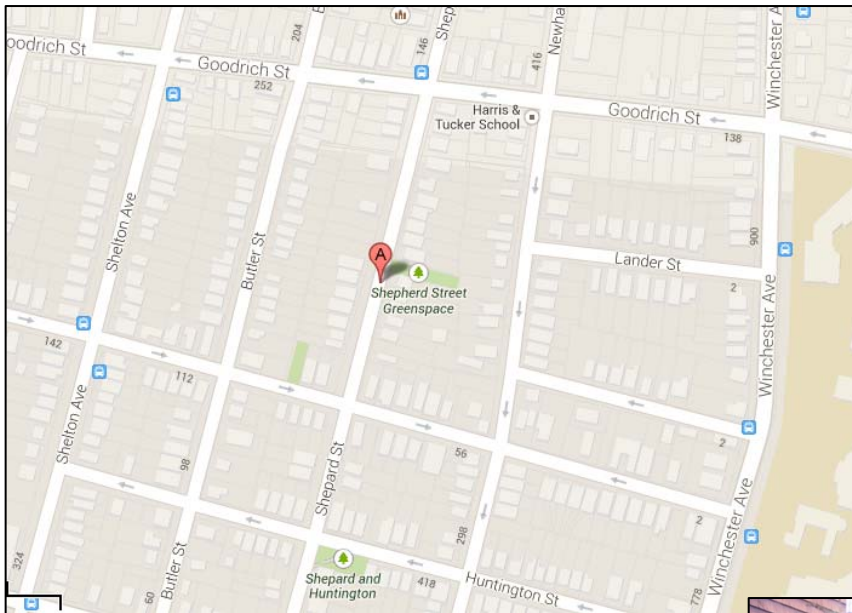 204
146
Shep
Newha
416
Winchester A
oodrich St
Goodrich St
252
Harris &
Tucker School
Goodrich St
138
Shelton Ave
Butler St
A
Lander St
900
2
Shepherd Street
Greenspace
142
112
Winchester Ave
Shelton Ave
56
2
Shepard St
98
2
Winchester Ave
298
324
Butler St
60
Shepard and
Huntington
418
Huntington St
778